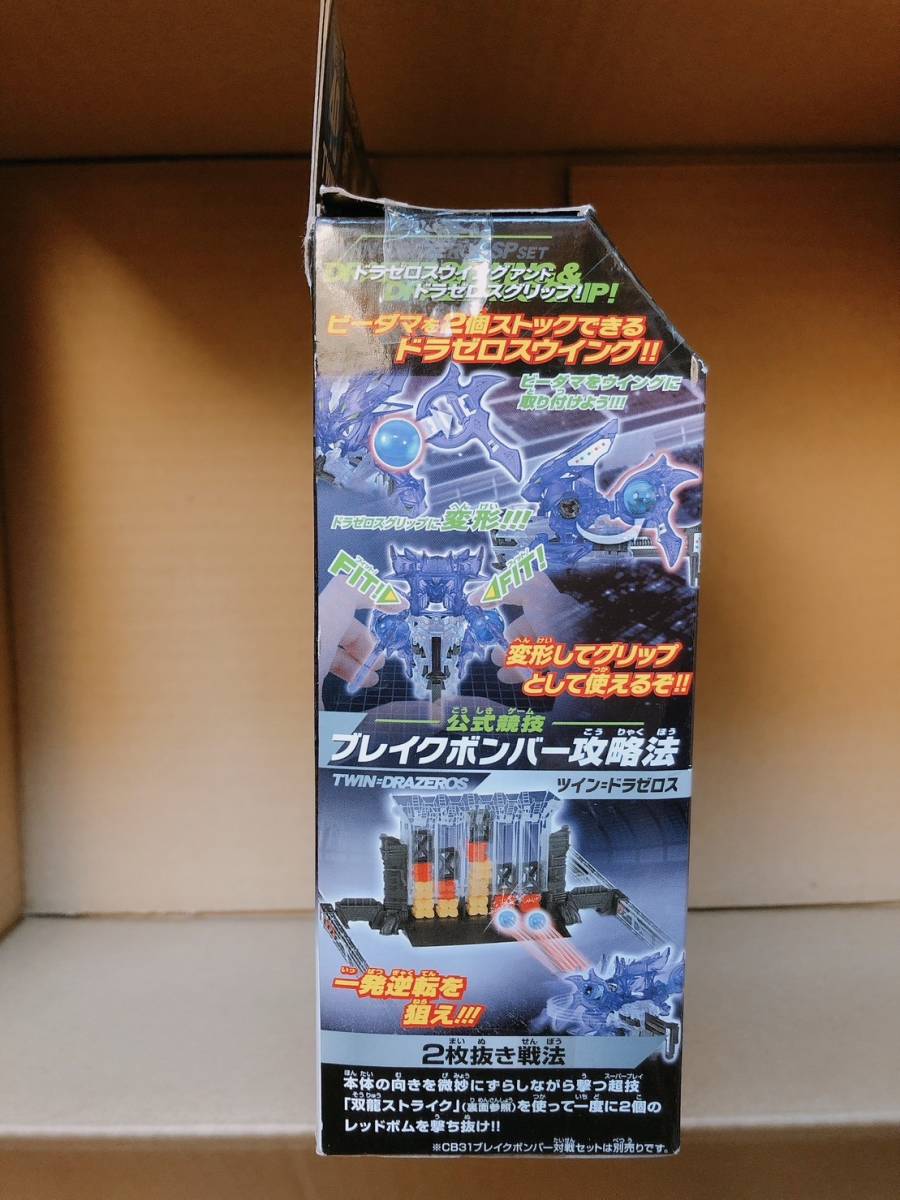 SP SET
ドラゼロスウイングアンド
ドラゼロスグリップ!
ビーダマを2個ストックできる
ドラゼロスウイング!!
ビーダマをウイングに
取り付けよう!!!
ドラゼロスグリップに変形!!!
FIT!
FIT!
変形してグリップ
として使えるぞ!!
公式競技
ブレイクボンバー攻略法
TWIN=DRAZEROS
ツイン=ドラゼロス
一発逆転を
狙え!!!
2枚抜き戦法
本体の向きを微妙にずらしながら撃つ超技
「双龍ストライク」(裏面参照)を使って一度に2個の
レッドボムを撃ち抜け!!
※CB31ブレイクボンバー対戦セットは別売りです。